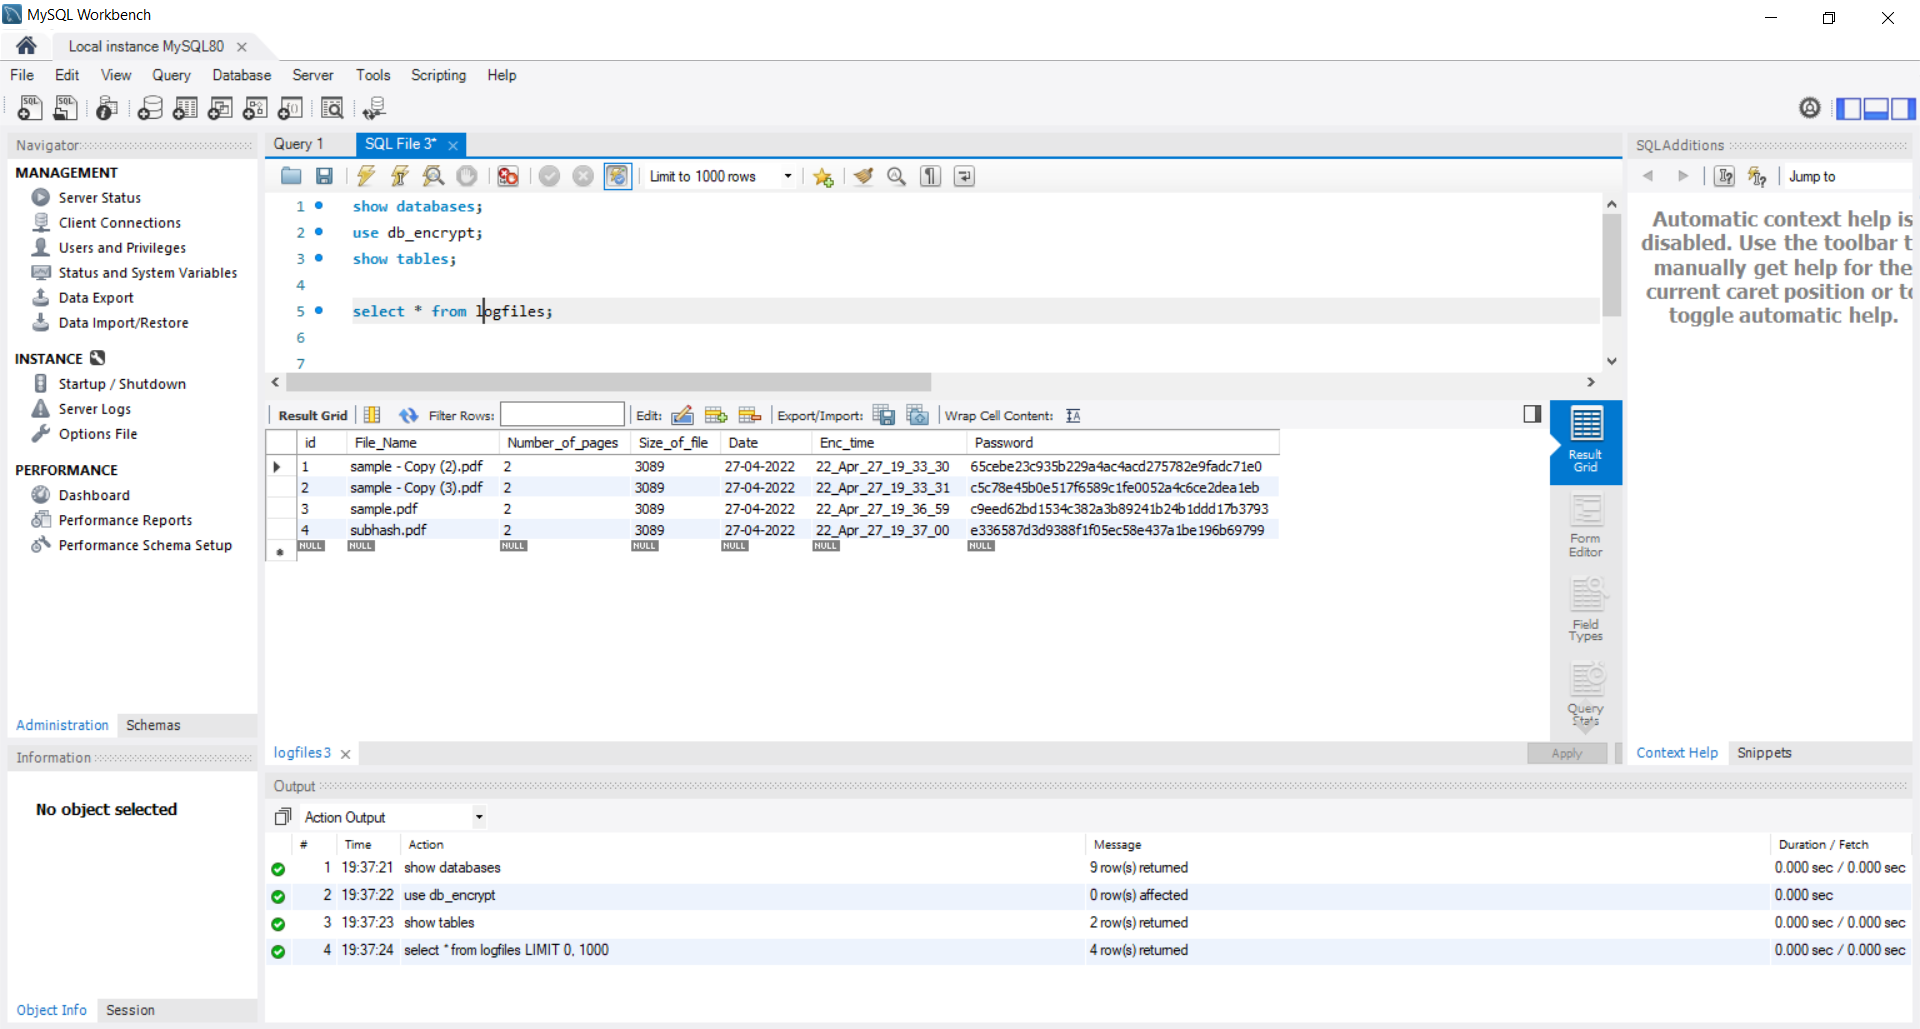 MySQL Workbench
Local instance MySQL80
File Edit View Query Database Server Tools Scripting Help
Navigator
MANAGEMENT
Server Status
Client Connections
Users and Privileges
Status and System Variables
Data Export
Data Import/Restore
INSTANCE
Startup / Shutdown
Server Logs
Options File
PERFORMANCE
Dashboard
Performance Reports
Performance Schema Setup
Administration Schemas
Information
No object selected
Object Info Session
Query 1 SQL File 3*
Limit to 1000 rows
1 show databases;
2 use db_encrypt;
3 show tables;
4
5 select * from logfiles;
6
7
Result Grid Filter Rows: Edit: Export/Import: Wrap Cell Content:
id File_Name Number_of_pages Size_of_file Date Enc_time Password
1 sample - Copy (2).pdf 2 3089 27-04-2022 22_Apr_27_19_33_30 65cebe23c935b229a4ac4acd275782e9fadc71e0
2 sample - Copy (3).pdf 2 3089 27-04-2022 22_Apr_27_19_33_31 c5c78e45b0e517f6589c1fe0052a4c6ce2dea1eb
3 sample.pdf 2 3089 27-04-2022 22_Apr_27_19_36_59 c9eed62bd1534c382a3b89241b24b1ddd17b3793
4 subhash.pdf 2 3089 27-04-2022 22_Apr_27_19_37_00 e336587d3d9388f1f05ec58e437a1be196b69799
NULL NULL NULL NULL NULL NULL NULL
Result
Grid
Form
Editor
Field
Types
Query
Stats
logfiles3
Apply
SQLAdditions
Jump to
Automatic context help is
disabled. Use the toolbar t
manually get help for the
current caret position or to
toggle automatic help.
Context Help Snippets
Output
Action Output
# Time Action Message Duration / Fetch
1 19:37:21 show databases 9 row(s) returned 0.000 sec / 0.000 sec
2 19:37:22 use db_encrypt 0 row(s) affected 0.000 sec
3 19:37:23 show tables 2 row(s) returned 0.000 sec / 0.000 sec
4 19:37:24 select * from logfiles LIMIT 0, 1000 4 row(s) returned 0.000 sec / 0.000 sec